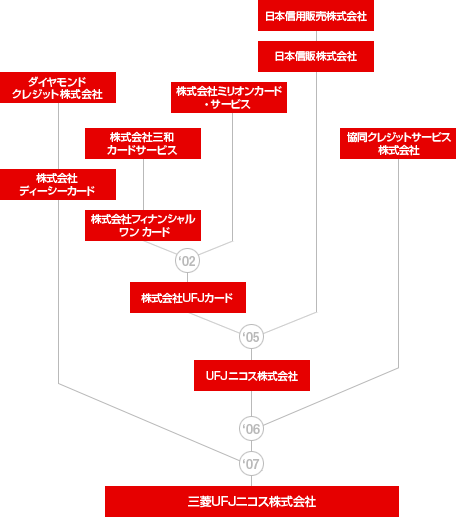 日本信用販売株式会社
日本信販株式会社
ダイヤモンド
クレジット株式会社
株式会社ミリオンカード
・サービス
株式会社三和
カードサービス
協同クレジットサービス
株式会社
株式会社
ディーシーカード
株式会社フィナンシャル
ワン カード
‘02
株式会社UFJカード
‘05
UFJニコス株式会社
‘06
‘07
三菱UFJニコス株式会社